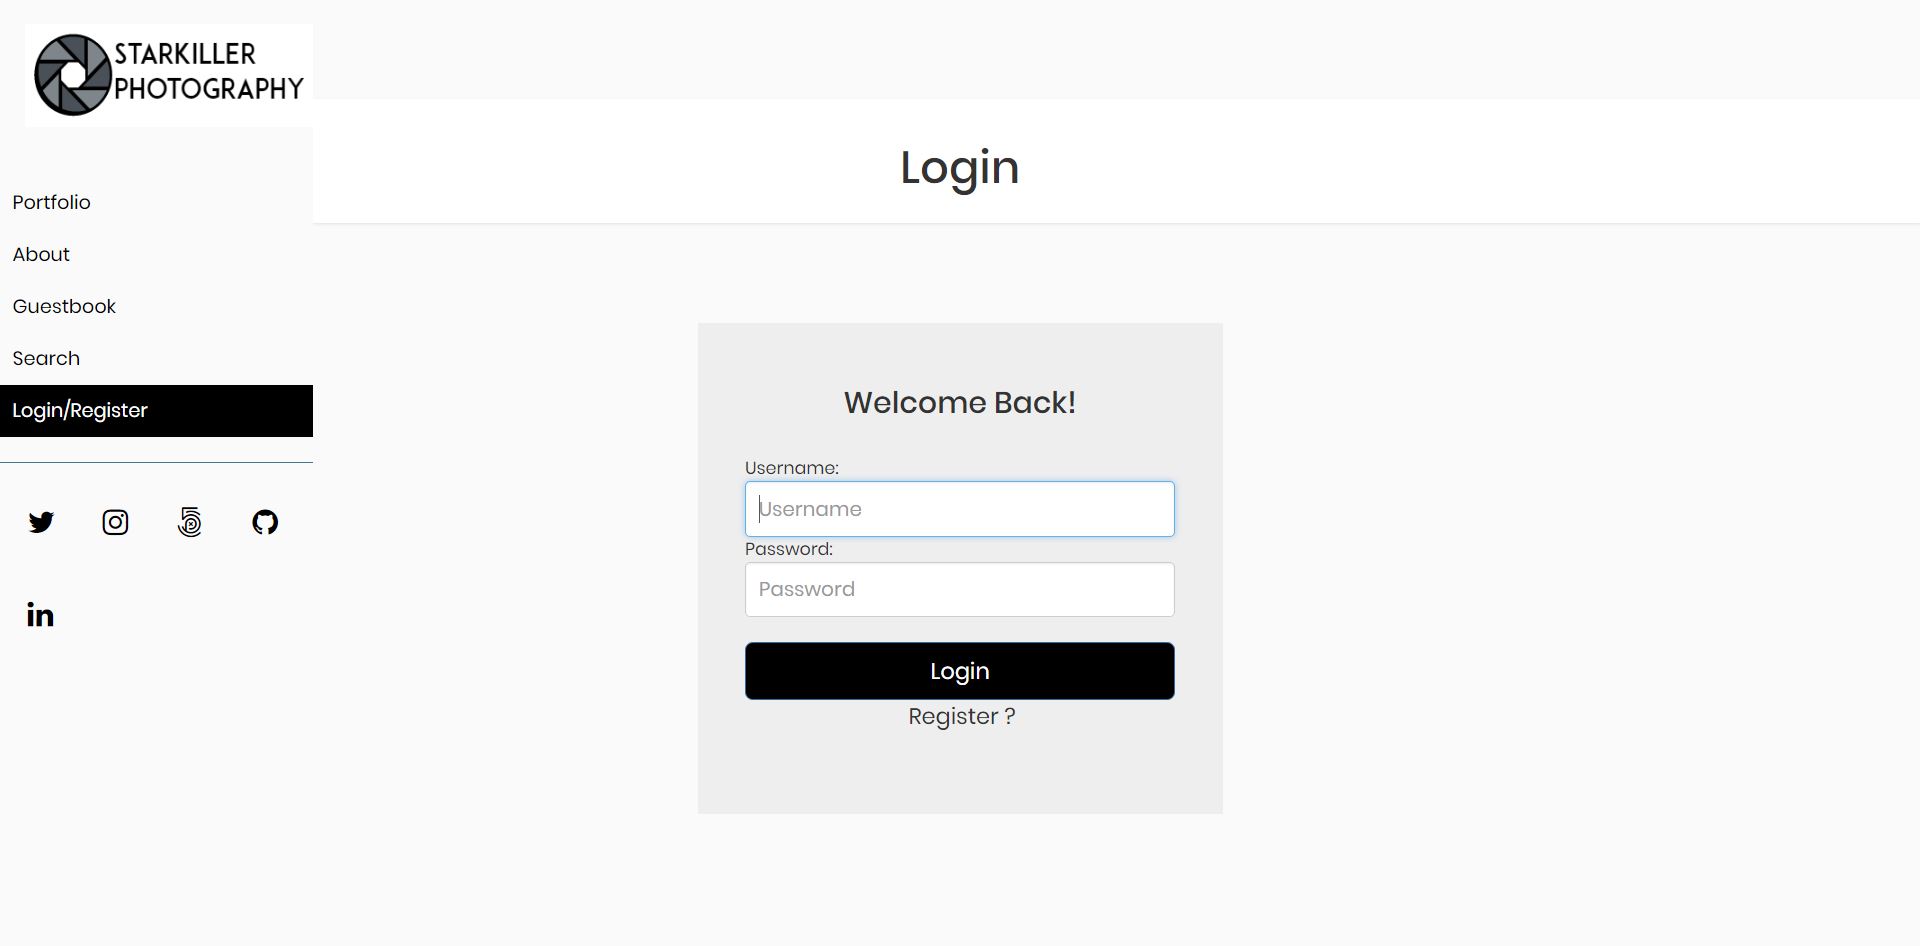 STARKILLER
PHOTOGRAPHY
Login
Portfolio
About
Guestbook
Search
Login/Register
Welcome Back!
Username:
Username
Password:
Password
Login
Register ?